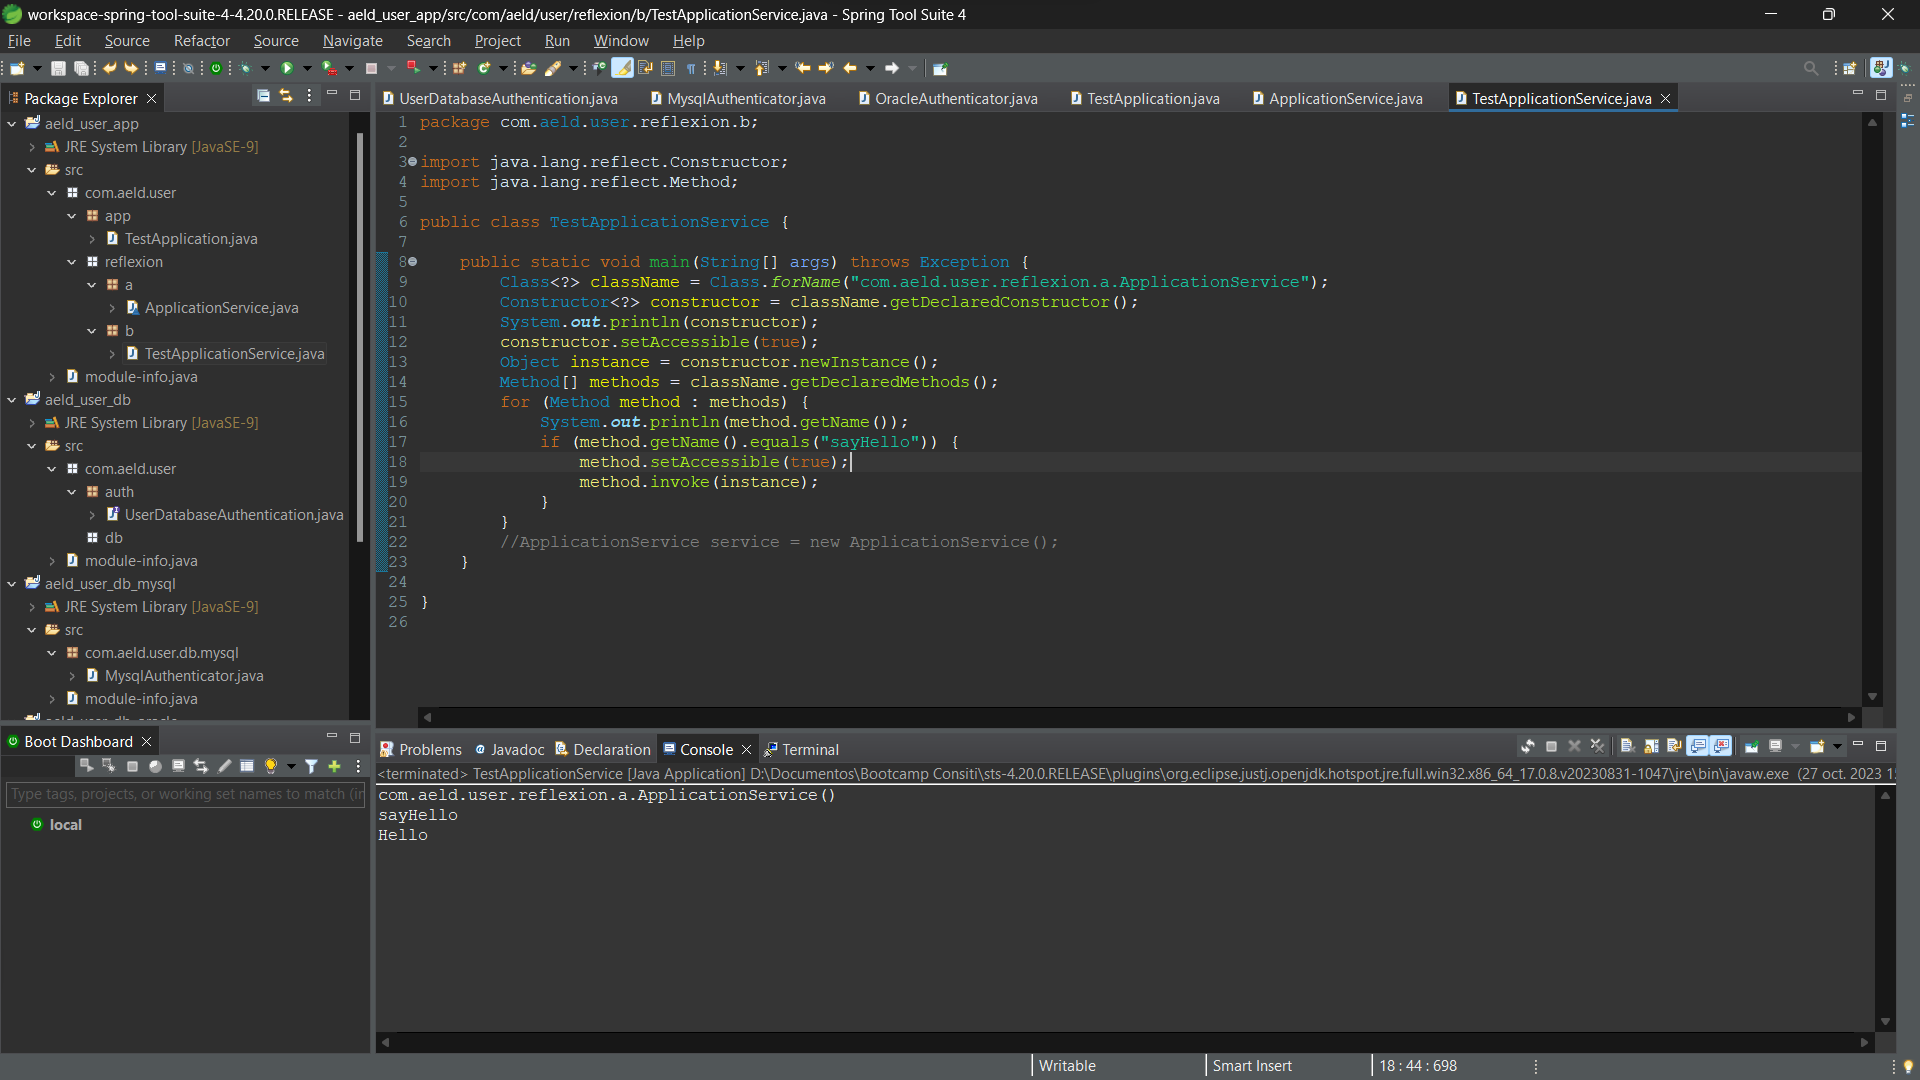 workspace-spring-tool-suite-4-4.20.0.RELEASE - aeld_user_app/src/com/aeld/user/reflexion/b/TestApplicationService.java - Spring Tool Suite 4
File Edit Source Refactor Source Navigate Search Project Run Window Help
Package Explorer
aeld_user_app
JRE System Library [JavaSE-9]
src
com.aeld.user
app
TestApplication.java
reflexion
a
ApplicationService.java
b
TestApplicationService.java
module-info.java
aeld_user_db
JRE System Library [JavaSE-9]
src
com.aeld.user
auth
UserDatabaseAuthentication.java
db
module-info.java
aeld_user_db_mysql
JRE System Library [JavaSE-9]
src
com.aeld.user.db.mysql
MysqlAuthenticator.java
module-info.java
UserDatabaseAuthentication.java MysqlAuthenticator.java OracleAuthenticator.java TestApplication.java ApplicationService.java TestApplicationService.java
1 package com.aeld.user.reflexion.b;
2
3 import java.lang.reflect.Constructor;
4 import java.lang.reflect.Method;
5
6 public class TestApplicationService {
7
8 public static void main(String[] args) throws Exception {
9 Class<?> className = Class.forName("com.aeld.user.reflexion.a.ApplicationService");
10 Constructor<?> constructor = className.getDeclaredConstructor();
11 System.out.println(constructor);
12 constructor.setAccessible(true);
13 Object instance = constructor.newInstance();
14 Method[] methods = className.getDeclaredMethods();
15 for (Method method : methods) {
16 System.out.println(method.getName());
17 if (method.getName().equals("sayHello")) {
18 method.setAccessible(true);
19 method.invoke(instance);
20 }
21 }
22 //ApplicationService service = new ApplicationService();
23 }
24
25 }
26
Boot Dashboard
Type tags, projects, or working set names to match (in
local
Problems Javadoc Declaration Console Terminal
<terminated> TestApplicationService [Java Application] D:\Documentos\Bootcamp Consiti\sts-4.20.0.RELEASE\plugins\org.eclipse.justj.openjdk.hotspot.jre.full.win32.x86_64_17.0.8.v20230831-1047\jre\bin\javaw.exe (27 oct. 2023 1
com.aeld.user.reflexion.a.ApplicationService()
sayHello
Hello
Writable Smart Insert 18 : 44 : 698